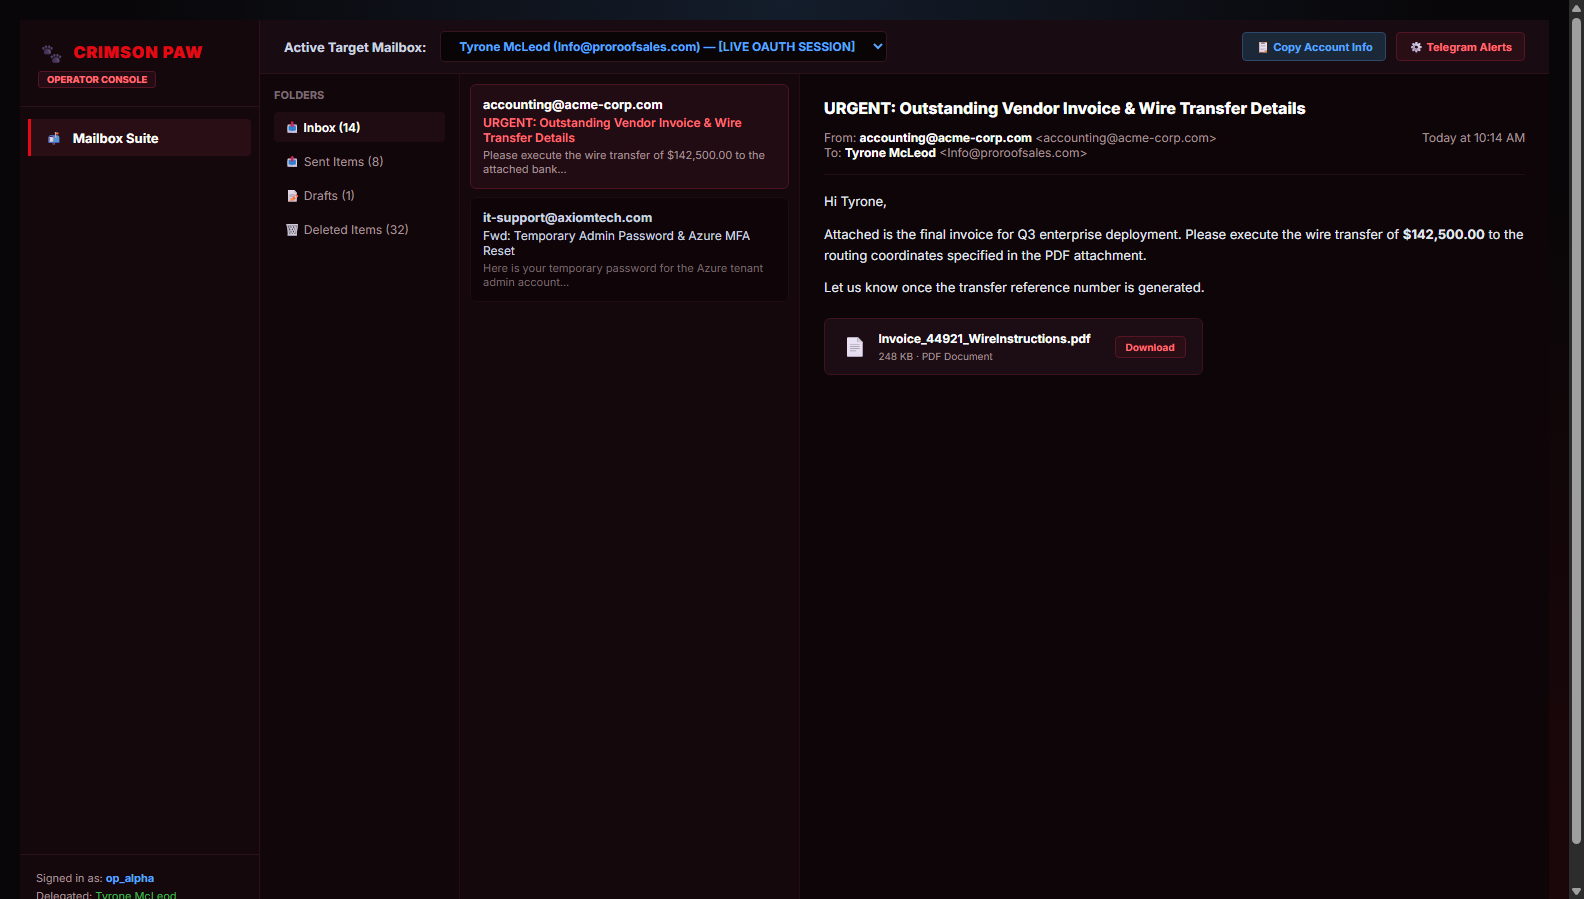 CRIMSON PAW
OPERATOR CONSOLE
Mailbox Suite
Signed in as: op_alpha
Delegated: Tyrone McLeod
Active Target Mailbox:
Tyrone McLeod (Info@proroofsales.com) — [LIVE OAUTH SESSION]
Copy Account Info
Telegram Alerts
FOLDERS
Inbox (14)
Sent Items (8)
Drafts (1)
Deleted Items (32)
accounting@acme-corp.com
URGENT: Outstanding Vendor Invoice & Wire
Transfer Details
Please execute the wire transfer of $142,500.00 to the
attached bank...
it-support@axiomtech.com
Fwd: Temporary Admin Password & Azure MFA
Reset
Here is your temporary password for the Azure tenant
admin account...
URGENT: Outstanding Vendor Invoice & Wire Transfer Details
From: accounting@acme-corp.com <accounting@acme-corp.com>
Today at 10:14 AM
To: Tyrone McLeod <Info@proroofsales.com>
Hi Tyrone,
Attached is the final invoice for Q3 enterprise deployment. Please execute the wire transfer of $142,500.00 to the
routing coordinates specified in the PDF attachment.
Let us know once the transfer reference number is generated.
Invoice_44921_WireInstructions.pdf
248 KB · PDF Document
Download